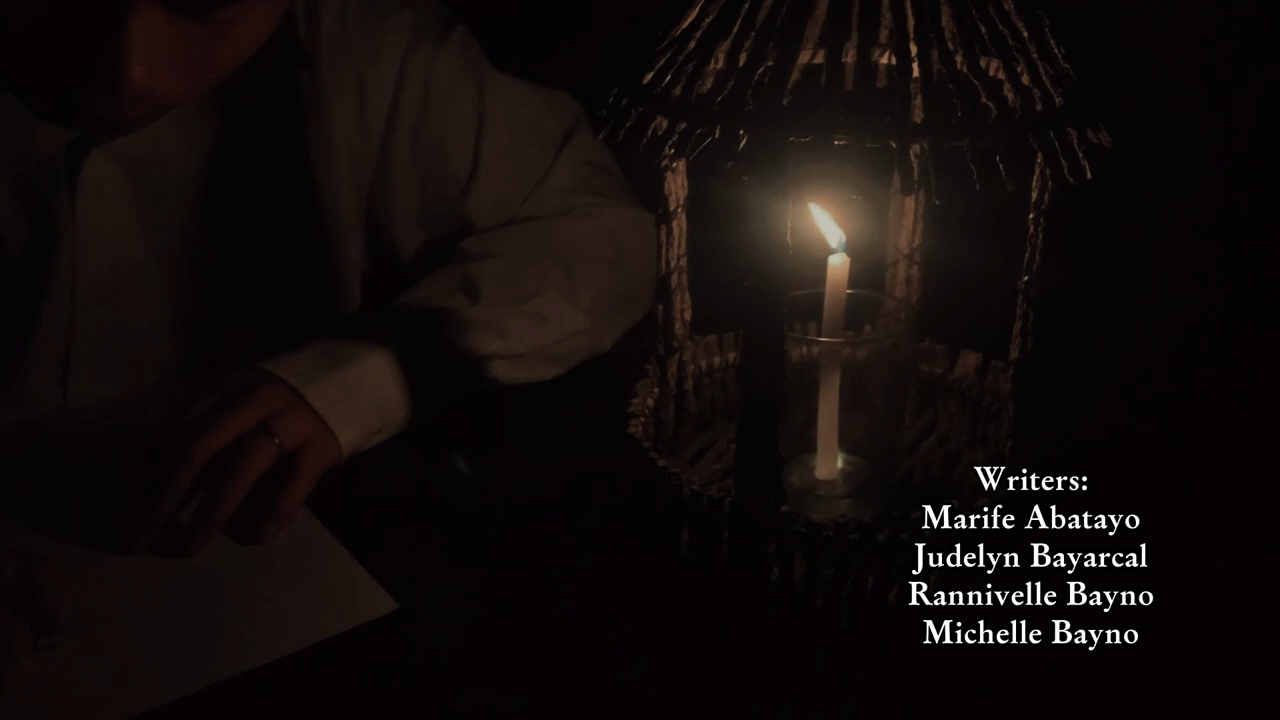 Writers:
Marife Abatayo
Judelyn Bayarcal
Rannivelle Bayno
Michelle Bayno